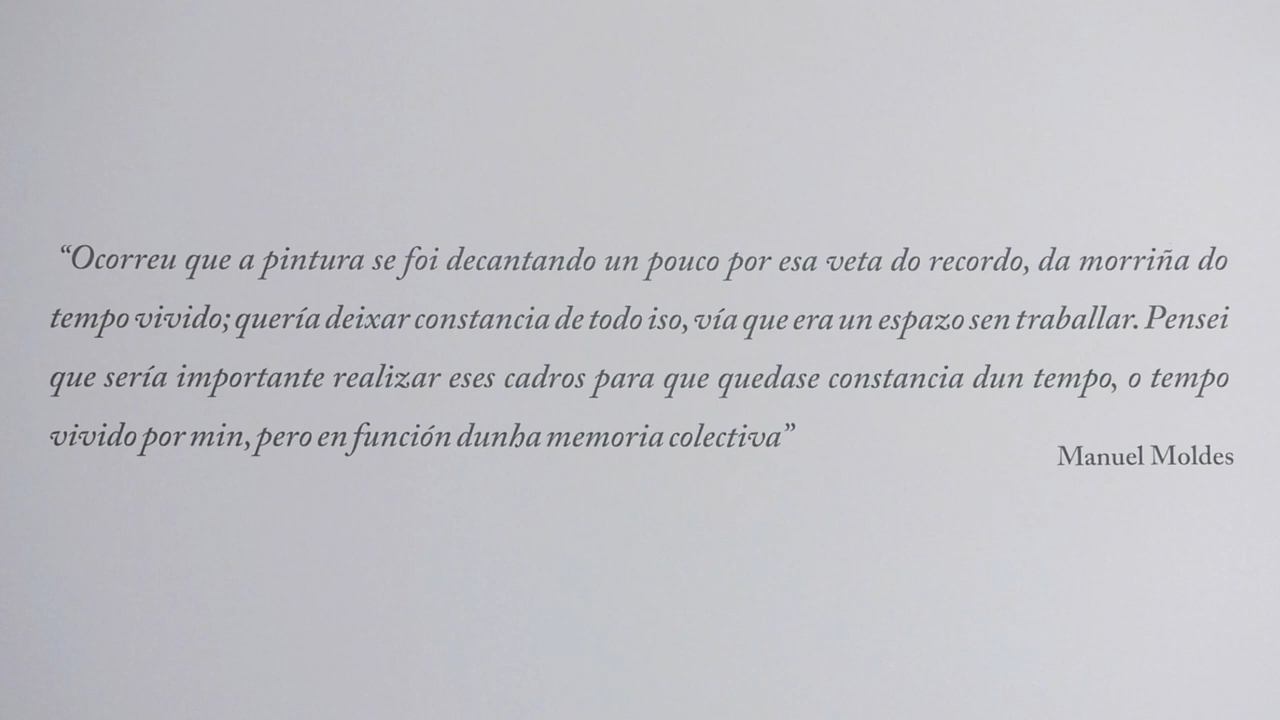 “Ocorreu que a pintura se foi decantando un pouco por esa veta do recordo, da morriña do
tempo vivido; quería deixar constancia de todo iso, vía que era un espazo sen traballar. Pensei
que sería importante realizar eses cadros para que quedase constancia dun tempo, o tempo
vivido por min, pero en función dunha memoria colectiva”
Manuel Moldes